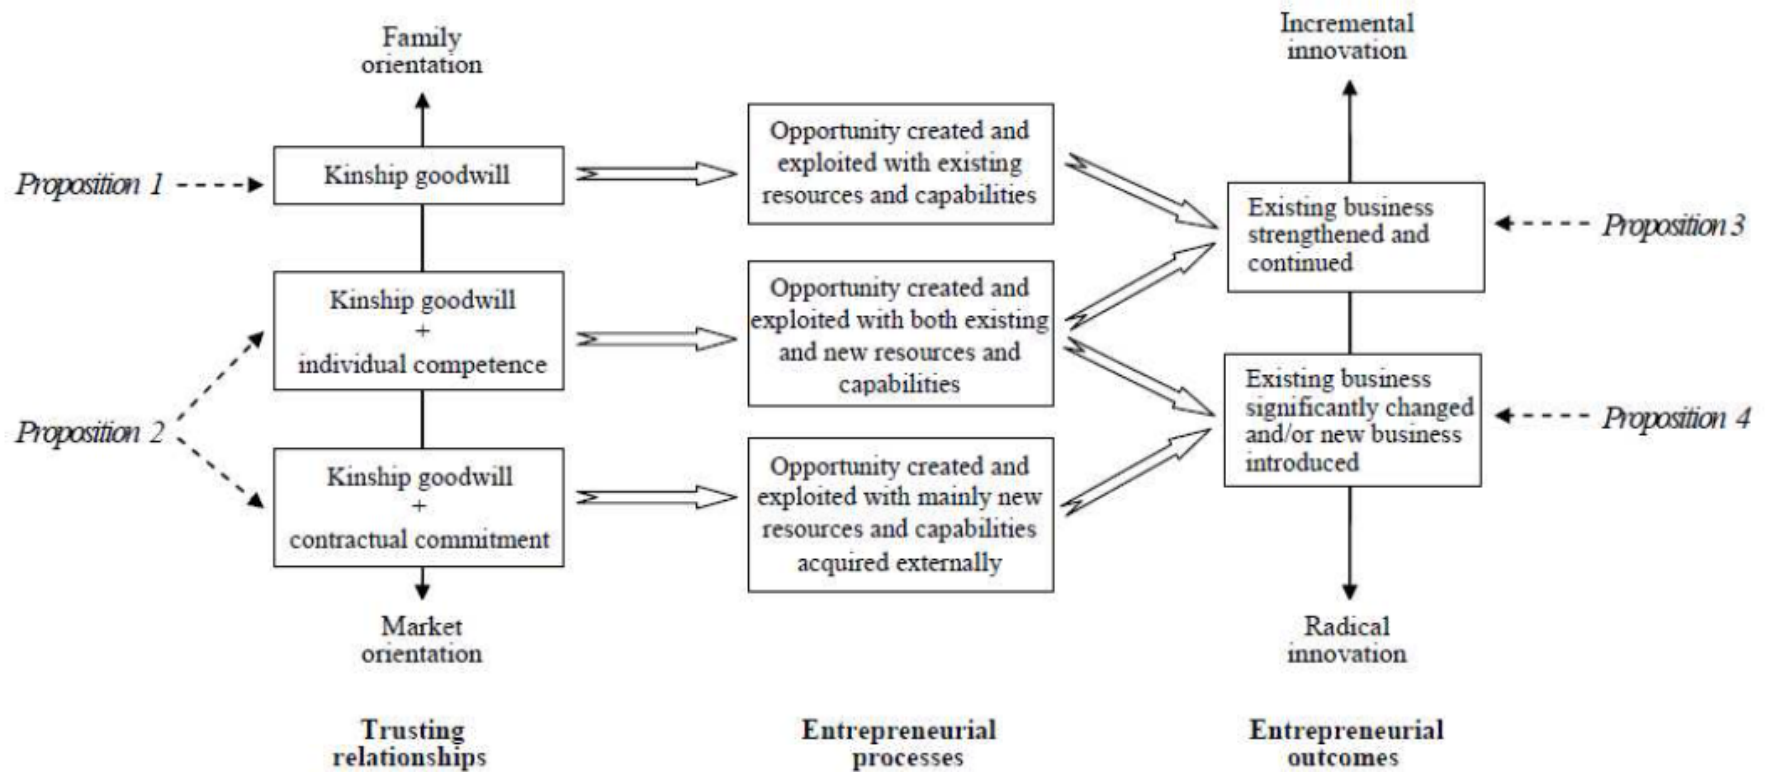 Family
orientation
Incremental
innovation
Proposition 1
Kinship goodwill
Opportunity created and
exploited with existing
resources and capabilities
Existing business
strengthened and
continued
Proposition 3
Proposition 2
Kinship goodwill
+
individual competence
Opportunity created and
exploited with both existing
and new resources and
capabilities
Existing business
significantly changed
and/or new business
introduced
Proposition 4
Kinship goodwill
+
contractual commitment
Opportunity created and
exploited with mainly new
resources and capabilities
acquired externally
Market
orientation
Radical
innovation
Trusting
relationships
Entrepreneurial
processes
Entrepreneurial
outcomes